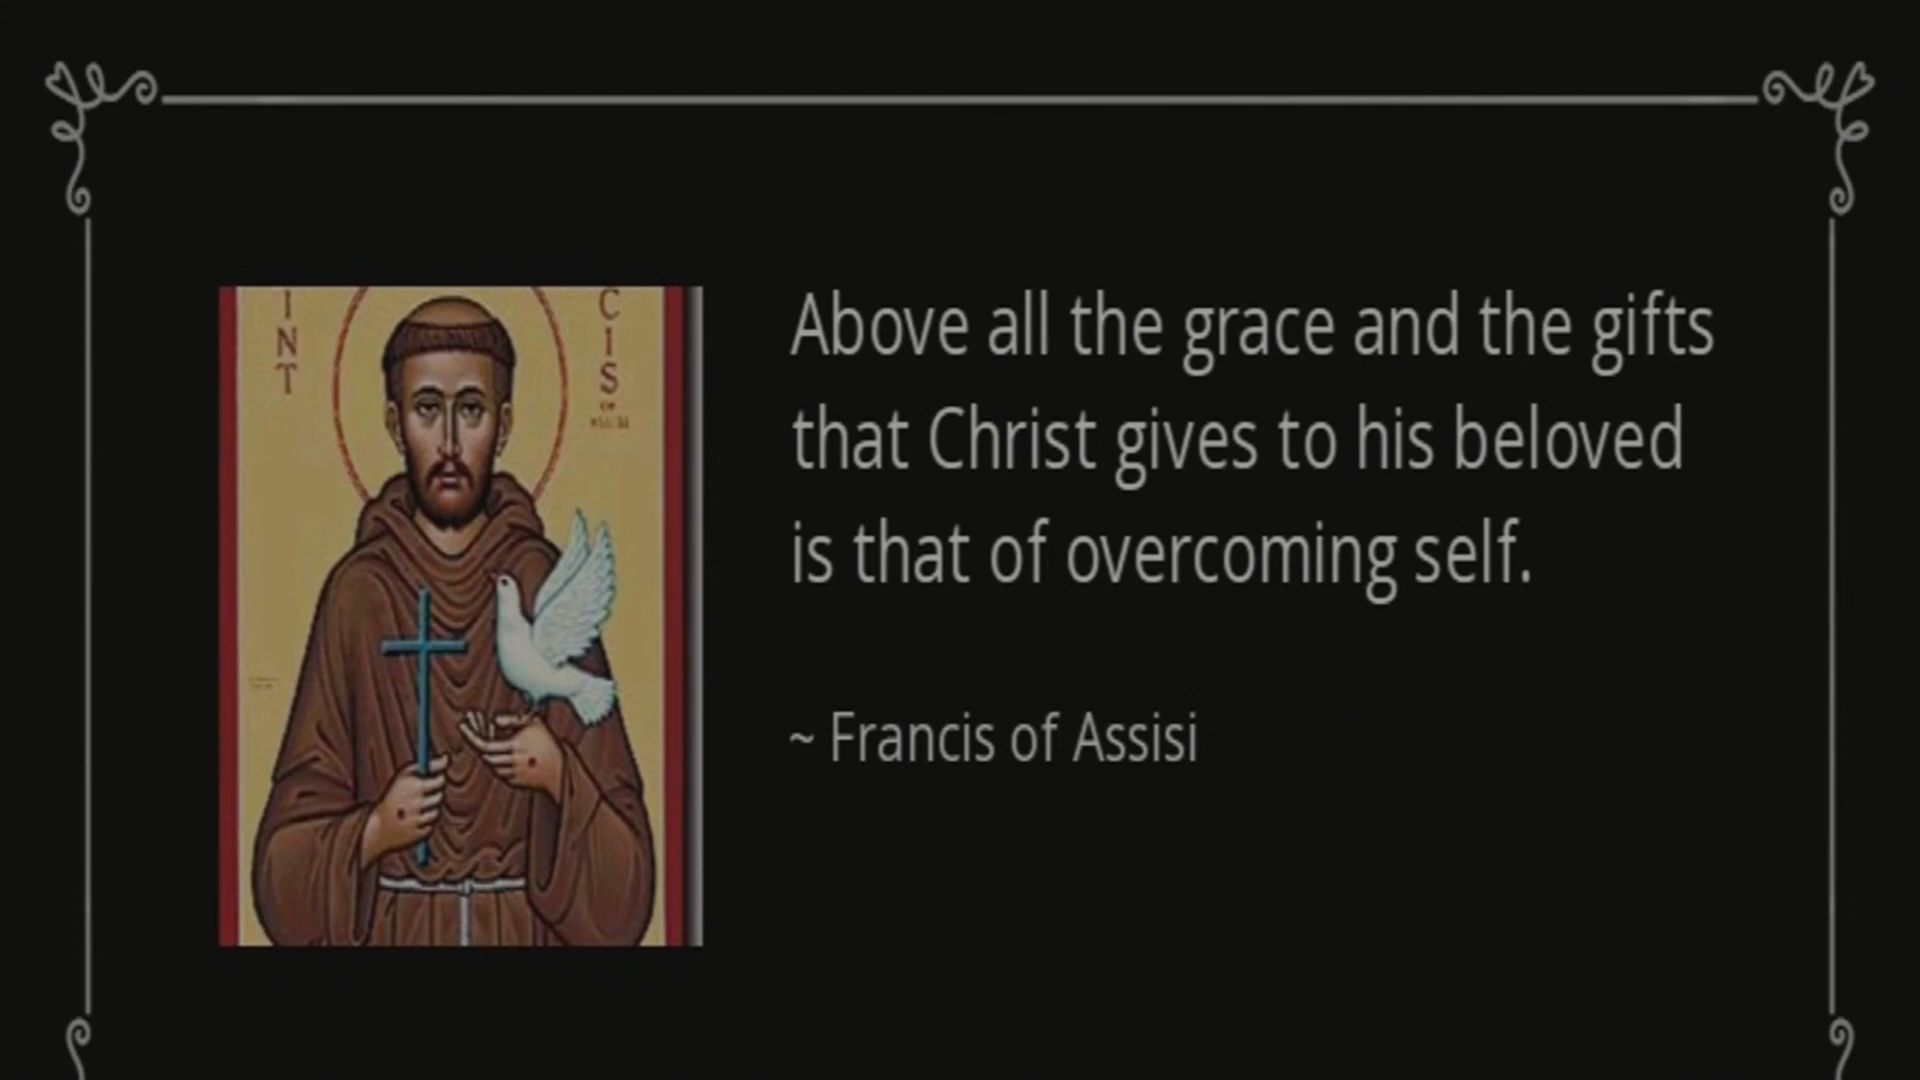 I
N
T
C
I
S
Above all the grace and the gifts
that Christ gives to his beloved
is that of overcoming self.
~ Francis of Assisi